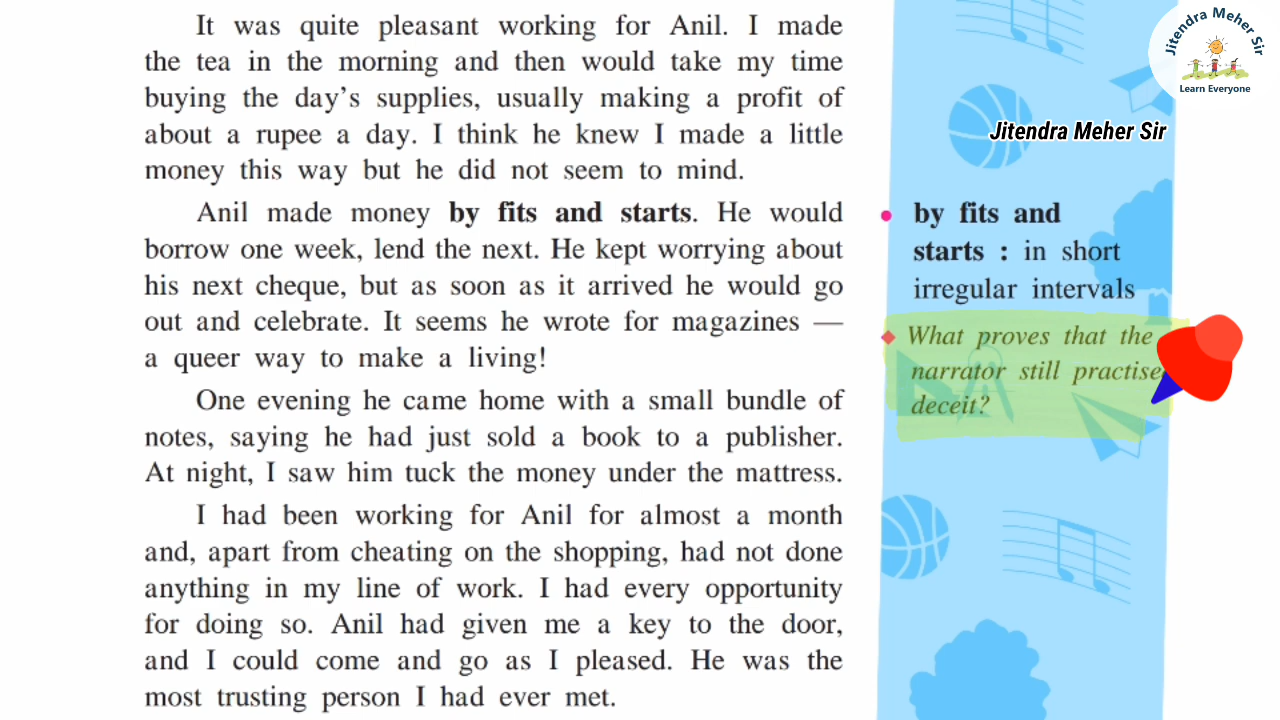 It was quite pleasant working for Anil. I made
the tea in the morning and then would take my time
buying the day's supplies, usually making a profit of
about a rupee a day. I think he knew I made a little
money this way but he did not seem to mind.
Anil made money by fits and starts. He would
borrow one week, lend the next. He kept worrying about
his next cheque, but as soon as it arrived he would go
out and celebrate. It seems he wrote for magazines —
a queer way to make a living!
One evening he came home with a small bundle of
notes, saying he had just sold a book to a publisher.
At night, I saw him tuck the money under the mattress.
I had been working for Anil for almost a month
and, apart from cheating on the shopping, had not done
anything in my line of work. I had every opportunity
for doing so. Anil had given me a key to the door,
and I could come and go as I pleased. He was the
most trusting person I had ever met.
Jitendra Meher Sir
Learn Everyone
Jitendra Meher Sir
by fits and
starts : in short
irregular intervals
What proves that the
narrator still practise
deceit?